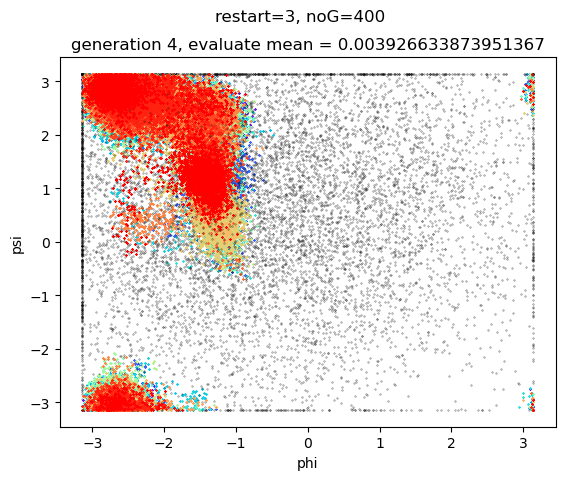 restart=3, noG=400
generation 4, evaluate mean = 0.003926633873951367
3
2
1
0
−1
−2
−3
psi
−3 −2 −1 0 1 2 3
phi